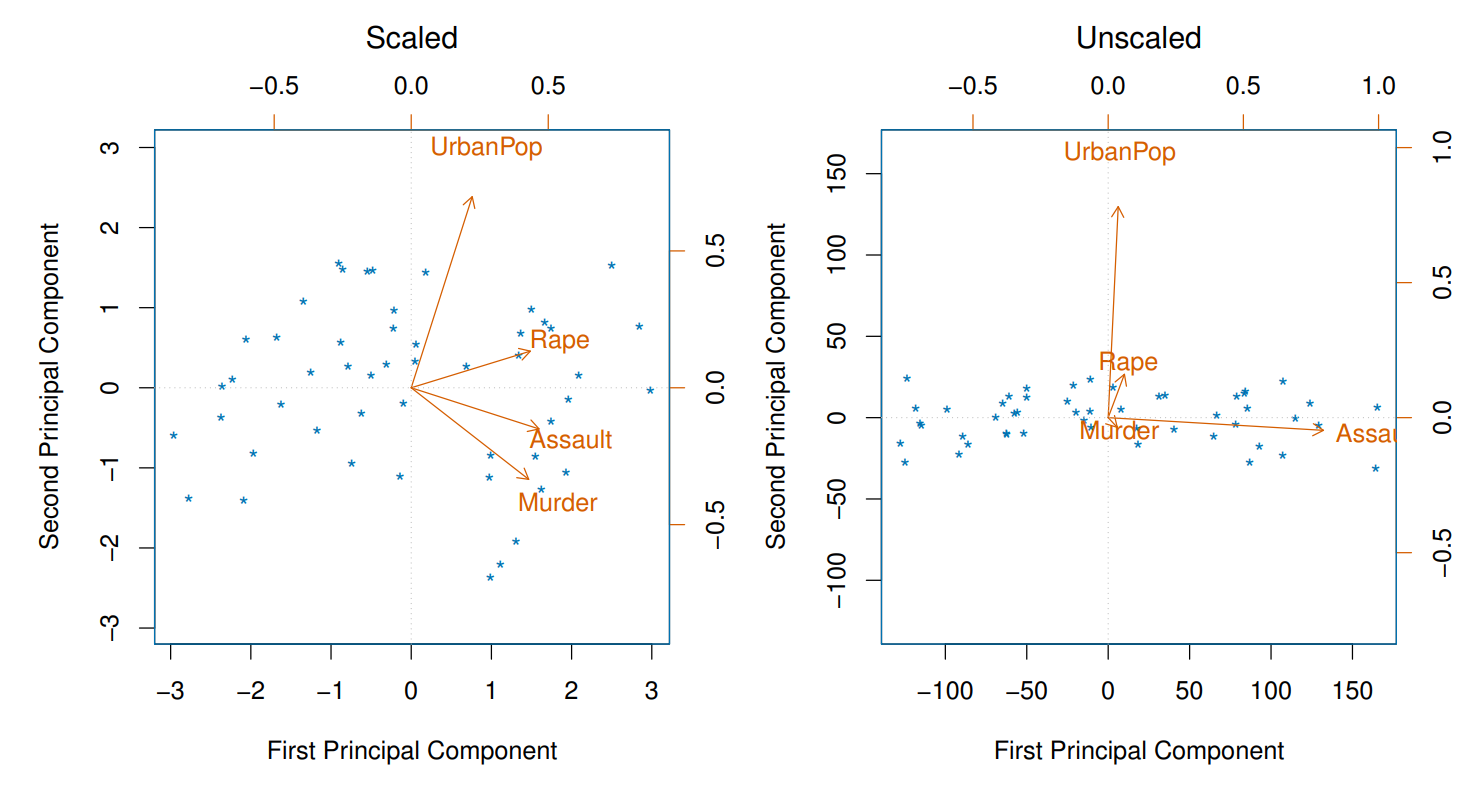 Scaled
−0.5 0.0 0.5
UrbanPop
Rape
Assault
Murder
3
2
1
0
−1
−2
−3
Second Principal Component
0.5
0.0
−0.5
−3 −2 −1 0 1 2 3
First Principal Component
Unscaled
−0.5 0.0 0.5 1.0
UrbanPop
Rape
Murder
Assau
150
100
50
0
−50
−100
Second Principal Component
1.0
0.5
0.0
−0.5
−100 −50 0 50 100 150
First Principal Component